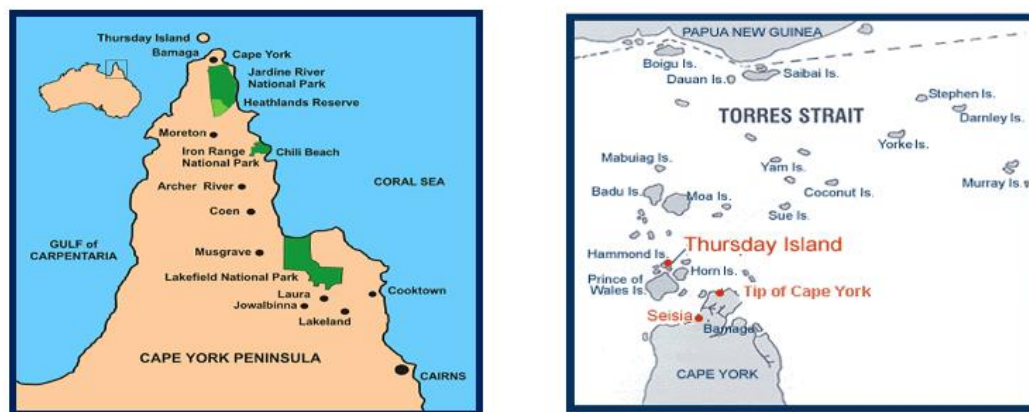 Thursday Island
Bamaga
Cape York
Jardine River
National Park
Heathlands Reserve
Moreton
Iron Range
National Park
Chili Beach
CORAL SEA
Archer River
Coen
GULF of
CARPENTARIA
Musgrave
Lakefield National Park
Cooktown
Laura
Jowalbinna
Lakeland
CAPE YORK PENINSULA
CAIRNS
PAPUA NEW GUINEA
Boigu Is.
Dauan Is.
Saibai Is.
Stephen Is.
Darnley Is.
TORRES STRAIT
Yorke Is.
Mabuiag Is.
Yam Is.
Murray Is.
Badu Is.
Moa Is.
Coconut Is.
Sue Is.
Thursday Island
Hammond Is.
Horn Is.
Prince of
Wales Is.
Tip of Cape York
Seisia
Bamaga
CAPE YORK